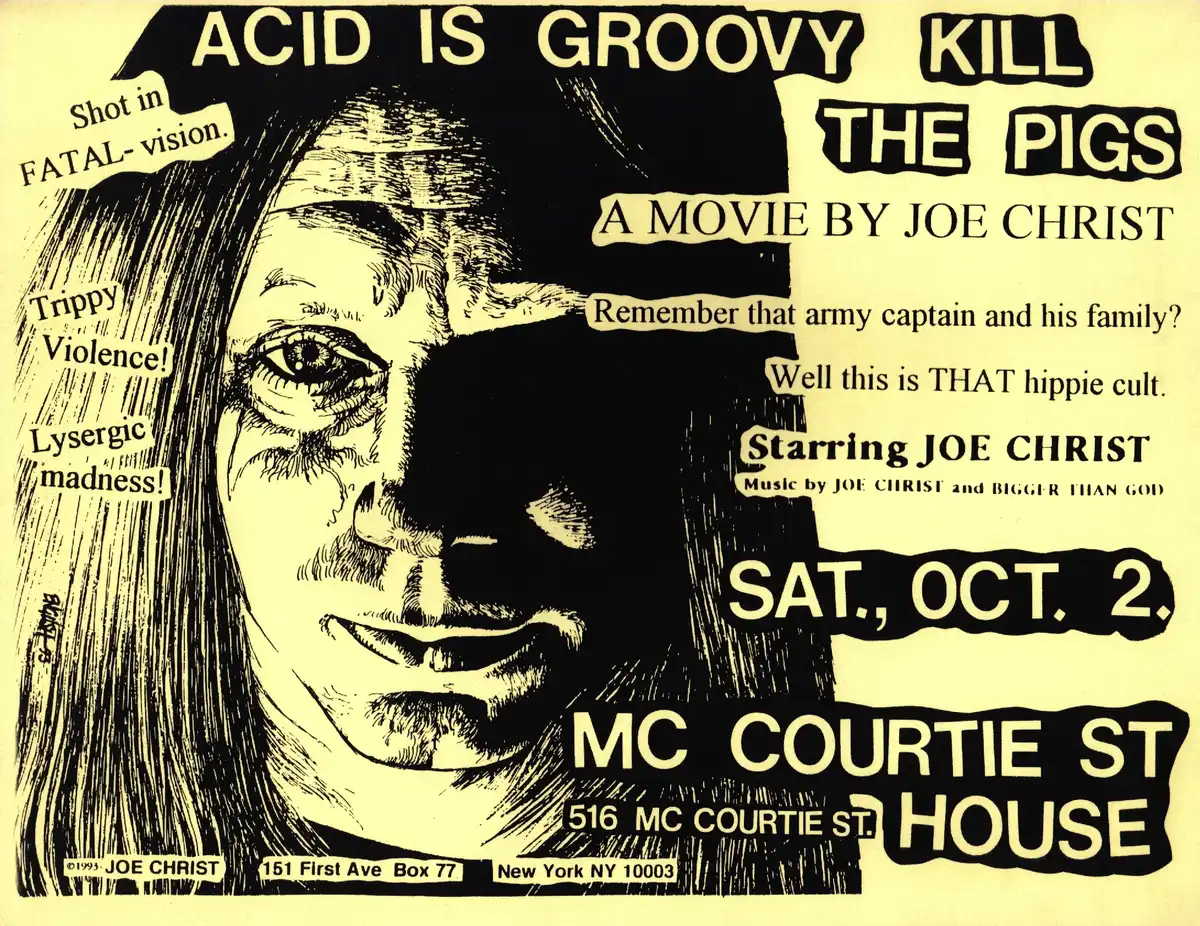 ACID IS GROOVY KILL
THE PIGS
Shot in
FATAL-vision.
A MOVIE BY JOE CHRIST
Trippy
Violence!
Remember that army captain and his family?
Well this is THAT hippie cult.
Lysergic
madness!
Starring JOE CHRIST
Music by JOE CHRIST and BIGGER THAN GOD
SAT., OCT. 2.
MC COURTIE ST
HOUSE
516 MC COURTIE ST.
©1993 JOE CHRIST
151 First Ave Box 77
New York NY 10003